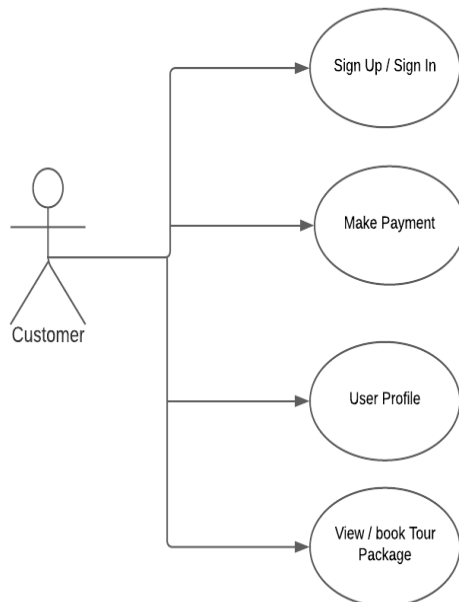 Sign Up / Sign In
Make Payment
Customer
User Profile
View / book Tour
Package